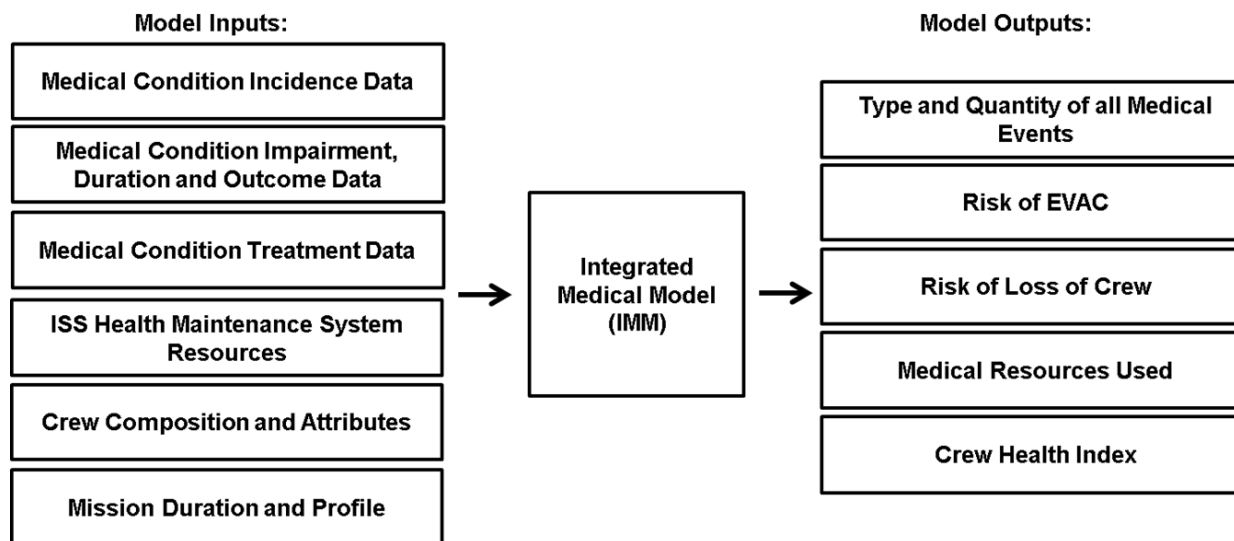 Model Inputs:
Medical Condition Incidence Data
Medical Condition Impairment,
Duration and Outcome Data
Medical Condition Treatment Data
ISS Health Maintenance System
Resources
Crew Composition and Attributes
Mission Duration and Profile
Integrated
Medical Model
(IMM)
Model Outputs:
Type and Quantity of all Medical
Events
Risk of EVAC
Risk of Loss of Crew
Medical Resources Used
Crew Health Index